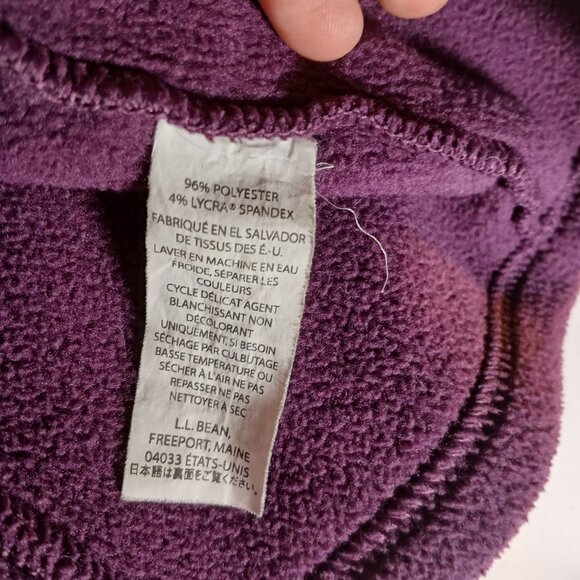 96% POLYESTER
4% LYCRA® SPANDEX
FABRIQUÉ EN EL SALVADOR
DE TISSUS DES É.-U.
LAVER EN MACHINE EN EAU
FROIDE, SÉPARER LES
COULEURS
CYCLE DÉLICAT AGENT
BLANCHISSANT NON
DÉCOLORANT
UNIQUEMENT, SI BESOIN
SÉCHAGE PAR CULBUTAGE
BASSE TEMPÉRATURE OU
SÉCHER À L'AIR NE PAS
REPASSER NE PAS
NETTOYER À SEC
L.L. BEAN,
FREEPORT, MAINE
04033 ÉTATS-UNIS
日本語は裏面をご覧ください。